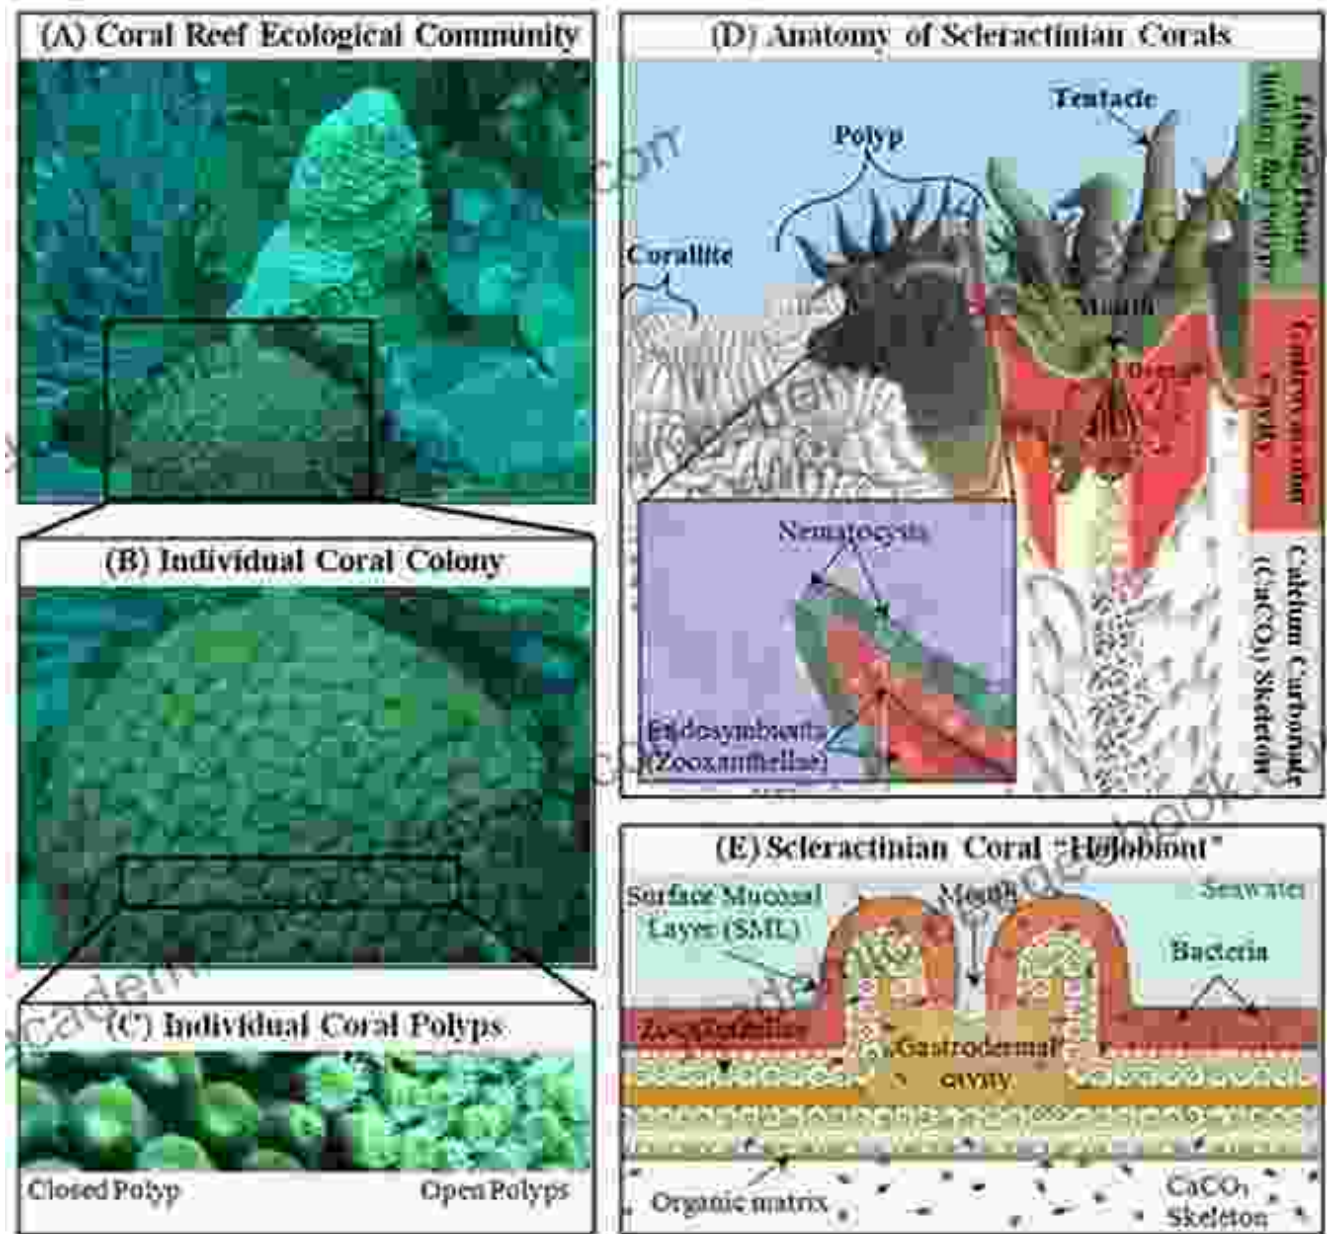 (A) Coral Reef Ecological Community
(B) Individual Coral Colony
(C) Individual Coral Polyps
Closed Polyp
Open Polyps
(D) Anatomy of Scleractinian Corals
Tentacle
Polyp
Corallite
Mouth
Nematocysts
Endosymbionts
(Zooxanthellae)
Gastrovascular
Cavity
Calcium Carbonate
(CaCO₃) Skeleton
(E) Scleractinian Coral "Holobiont"
Surface Mucosal
Layer (SML)
Mouth
Seawater
Bacteria
Zooxanthellae
Gastrodermal
cavity
Organic matrix
CaCO₃
Skeleton